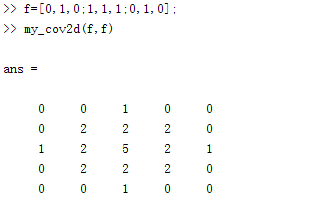 >> f=[0,1,0;1,1,1;0,1,0];
>> my_cov2d(f,f)
ans =
0 0 1 0 0
0 2 2 2 0
1 2 5 2 1
0 2 2 2 0
0 0 1 0 0